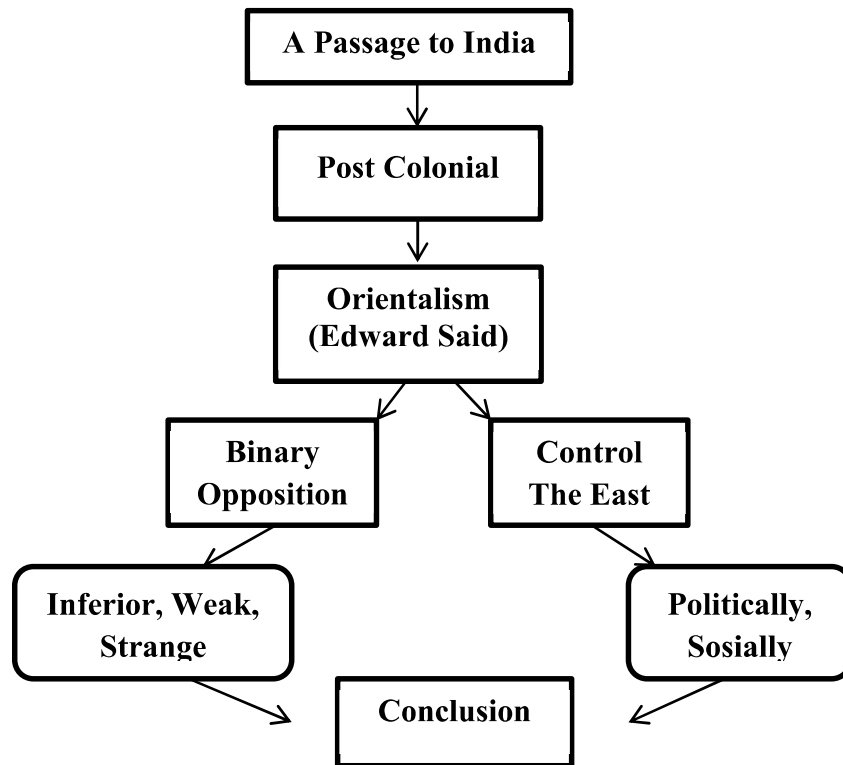 A Passage to India
Post Colonial
Orientalism
(Edward Said)
Binary
Opposition
Control
The East
Inferior, Weak,
Strange
Politically,
Sosially
Conclusion